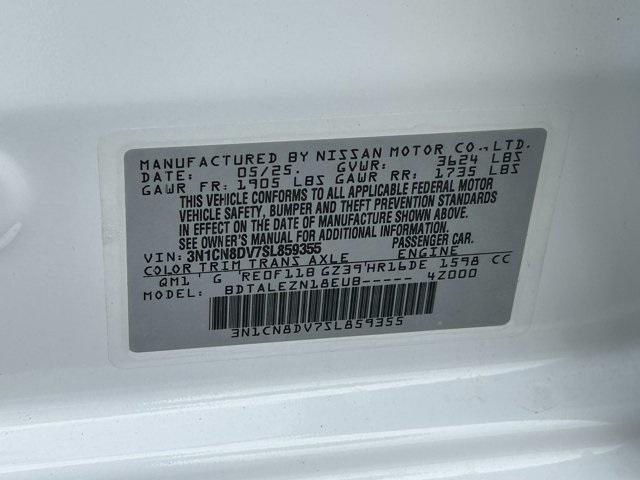 MANUFACTURED BY NISSAN MOTOR CO., LTD.
DATE: 05/25. GVWR: 3624 LBS
GAWR FR: 1905 LBS GAWR RR: 1735 LBS
THIS VEHICLE CONFORMS TO ALL APPLICABLE FEDERAL MOTOR
VEHICLE SAFETY, BUMPER AND THEFT PREVENTION STANDARDS
IN EFFECT ON THE DATE OF MANUFACTURE SHOWN ABOVE.
SEE OWNER'S MANUAL FOR ADDITIONAL INFORMATION.
VIN: 3N1CN8DV7SL859355 PASSENGER CAR.
COLOR TRIM TRANS AXLE ENGINE
QM1 G RE0F11B GZ39 HR16DE 1598 CC
MODEL: BDTALEZN18EUB----- 4Z000
3N1CN8DV7SL859355